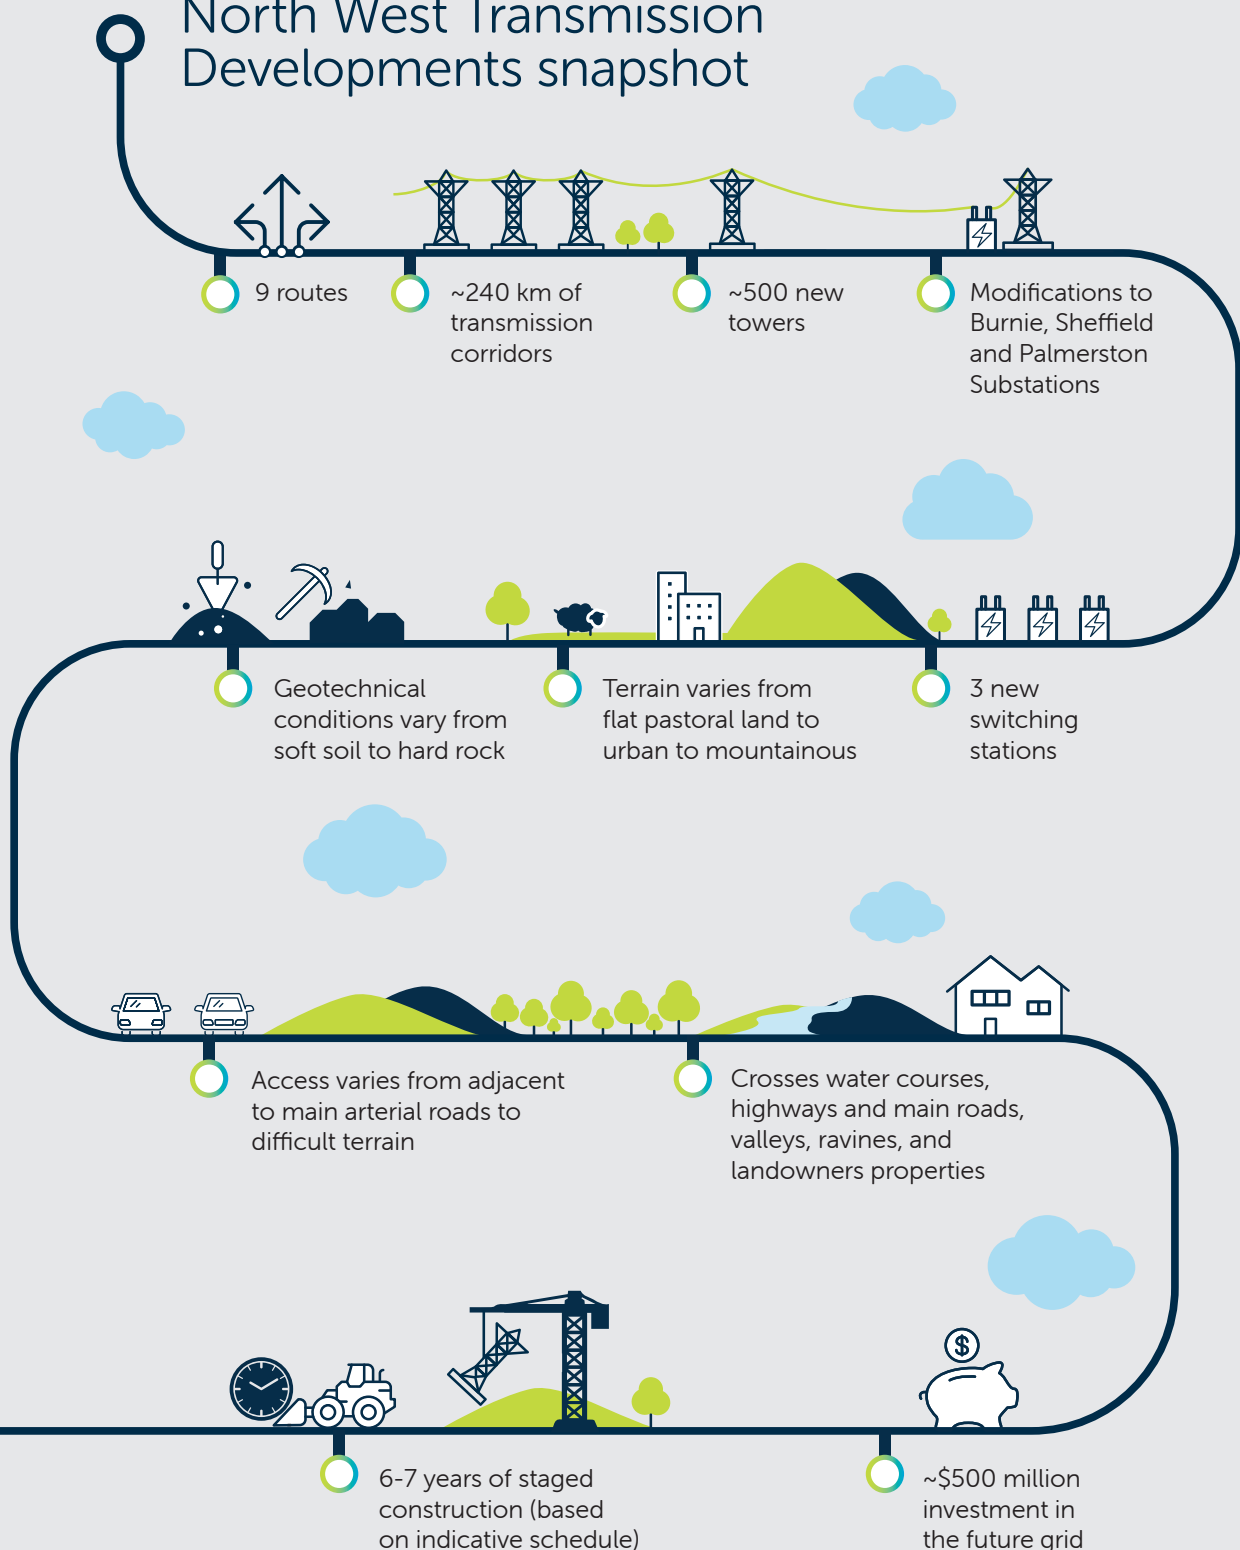 North West Transmission
Developments snapshot
9 routes
~240 km of
transmission
corridors
~500 new
towers
Modifications to
Burnie, Sheffield
and Palmerston
Substations
3 new
switching
stations
Terrain varies from
flat pastoral land to
urban to mountainous
Geotechnical
conditions vary from
soft soil to hard rock
Access varies from adjacent
to main arterial roads to
difficult terrain
Crosses water courses,
highways and main roads,
valleys, ravines, and
landowners properties
$
~$500 million
investment in
the future grid
6-7 years of staged
construction (based
on indicative schedule)